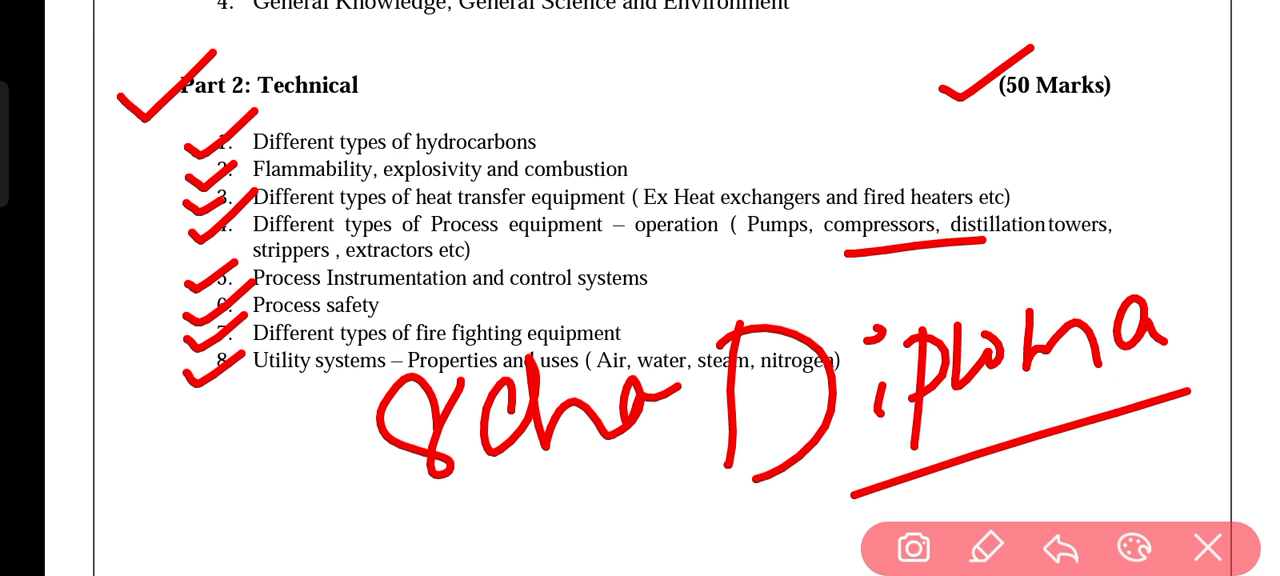 4. General Knowledge, General Science and Environment
Part 2: Technical (50 Marks)
1. Different types of hydrocarbons
2. Flammability, explosivity and combustion
3. Different types of heat transfer equipment ( Ex Heat exchangers and fired heaters etc)
4. Different types of Process equipment – operation ( Pumps, compressors, distillation towers,
strippers , extractors etc)
5. Process Instrumentation and control systems
6. Process safety
7. Different types of fire fighting equipment
8. Utility systems – Properties and uses ( Air, water, steam, nitrogen)
8 cha Diploma